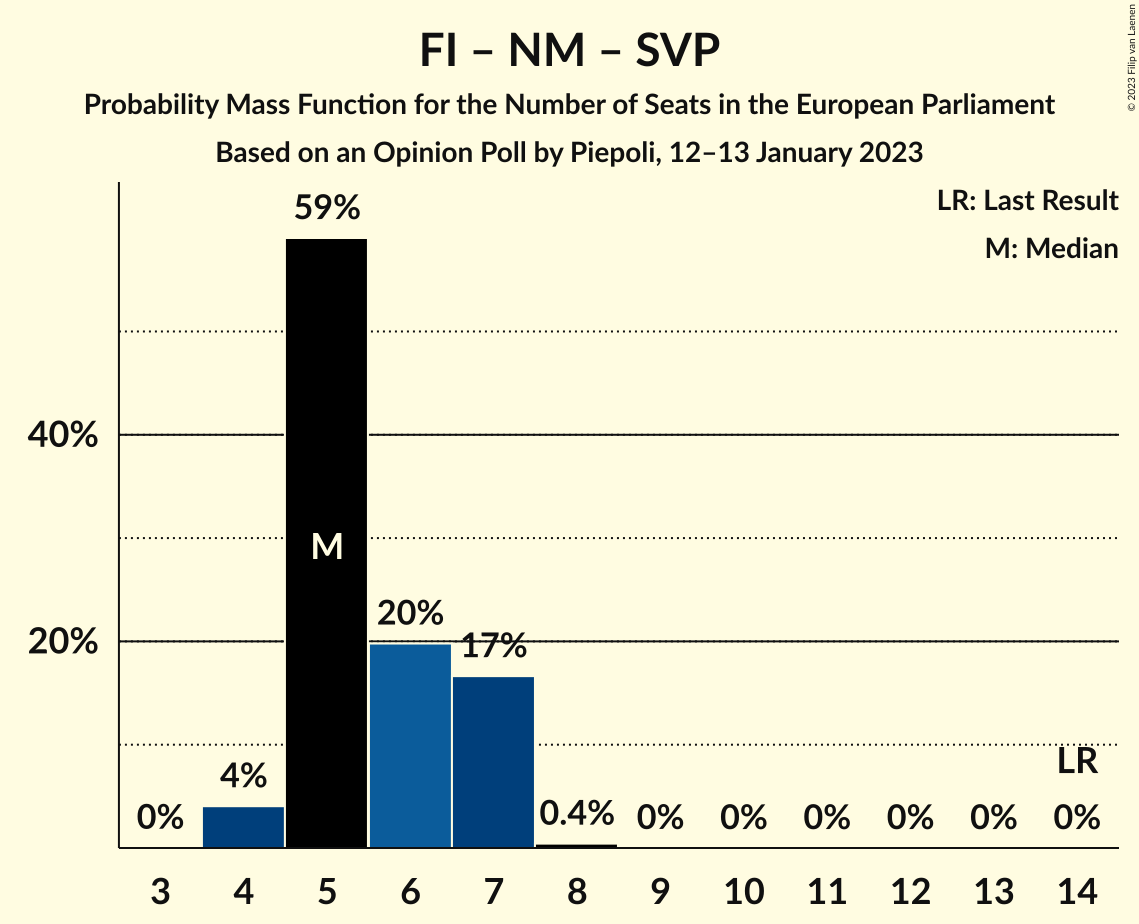 FI – NM – SVP
Probability Mass Function for the Number of Seats in the European Parliament
Based on an Opinion Poll by Piepoli, 12–13 January 2023
© 2023 Filip van Laenen
LR: Last Result
M: Median
59%
40%
M
20%
20%
17%
4%
LR
0%
0.4%
0%
0%
0%
0%
0%
0%
3 4 5 6 7 8 9 10 11 12 13 14